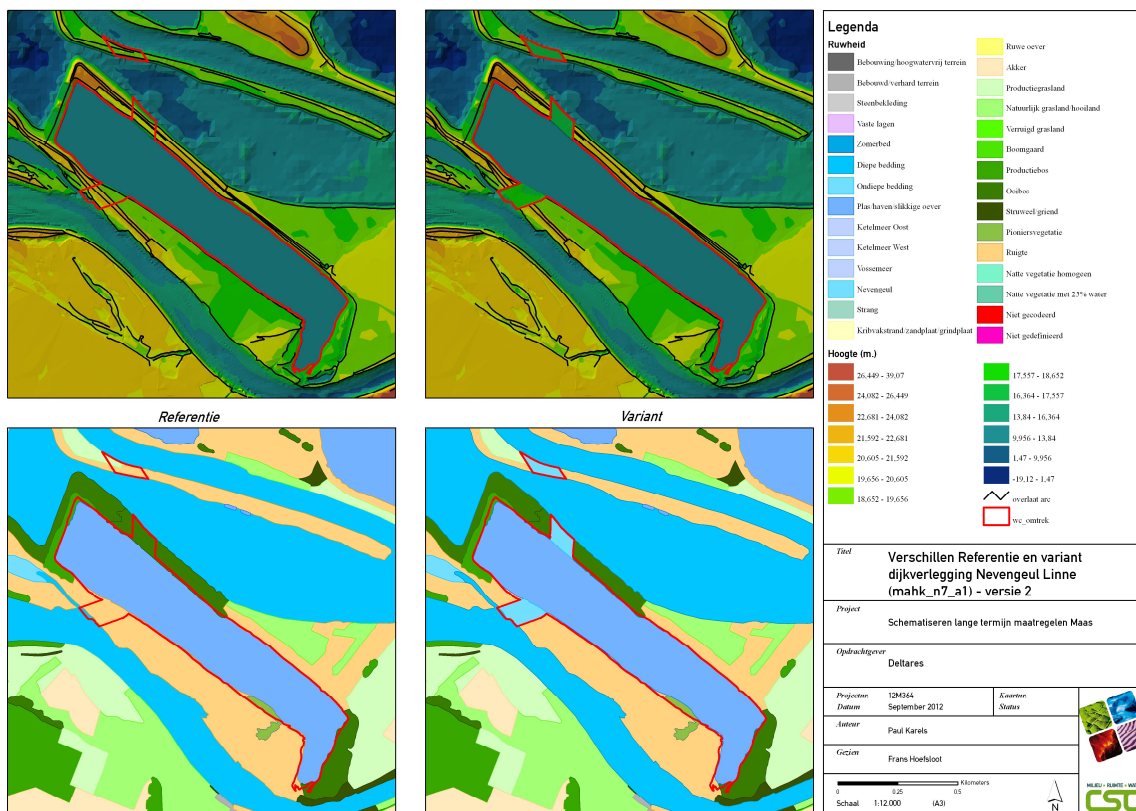 Referentie
Variant
Legenda
Ruwheid
Bebouwing/hoogwatervrij terrein
Bebouwd/verhard terrein
Steenbekleding
Vaste lagen
Zomerbed
Diepe bedding
Ondiepe bedding
Plas/haven/slikkige oever
Ketelmeer Oost
Ketelmeer West
Vossemeer
Nevengeul
Strang
Kribvakstrand/zandplaat/grindplaat
Ruwe oever
Akker
Productiegrasland
Natuurlijk grasland/hooiland
Verruigd grasland
Boomgaard
Productiebos
Ooibos
Struweel/griend
Pioniersvegetatie
Ruigte
Natte vegetatie homogeen
Natte vegetatie met 25% water
Niet gecodeerd
Niet gedefinieerd
Hoogte (m.)
26,449 - 39,07
24,082 - 26,449
22,681 - 24,082
21,592 - 22,681
20,605 - 21,592
19,656 - 20,605
18,652 - 19,656
17,557 - 18,652
16,364 - 17,557
13,84 - 16,364
9,956 - 13,84
1,47 - 9,956
-19,12 - 1,47
overlaat arc
wc_omtrek
Titel
Verschillen Referentie en variant
dijkverlegging Nevengeul Linne
(mahk_n7_a1) - versie 2
Project
Schematiseren lange termijn maatregelen Maas
Opdrachtgever
Deltares
Projectnr 12M364 Kaartnr
Datum September 2012 Status
Auteur
Paul Karels
Gezien
Frans Hoefsloot
Kilometers
0 0.25 0.5
Schaal 1:12.000 (A3)
N
MILIEU - RUIMTE - WA
CSO